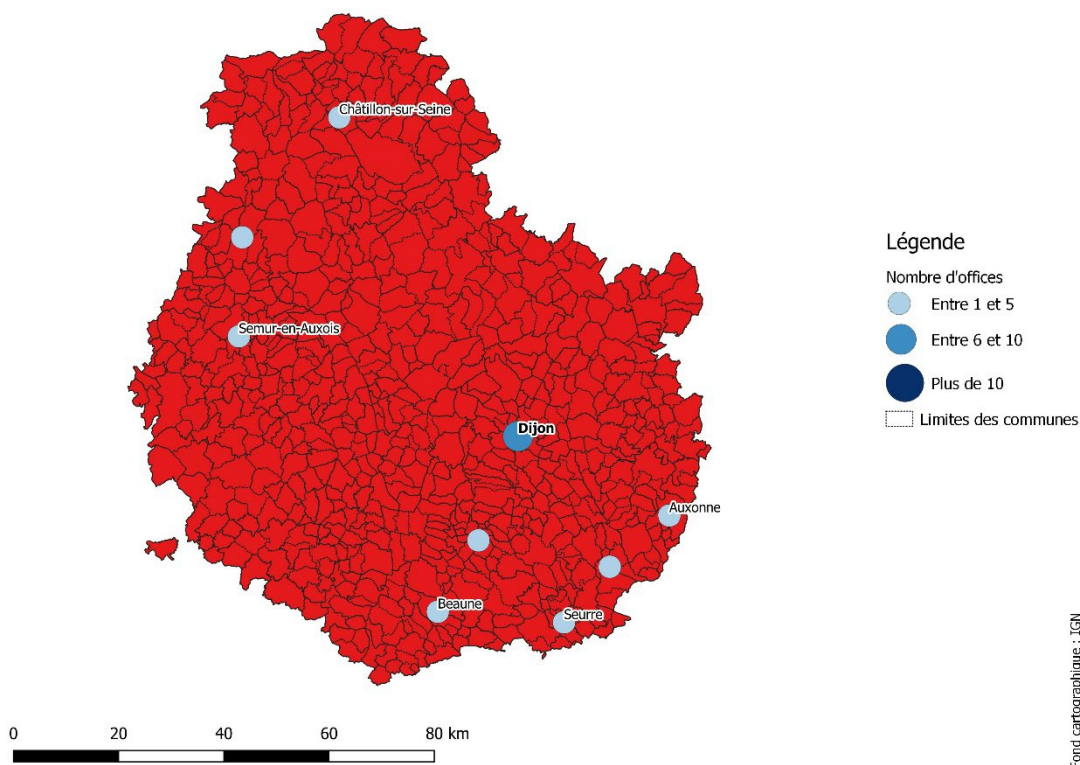 Châtillon-sur-Seine
Semur-en-Auxois
Dijon
Auxonne
Beaune
Seurre
Légende
Nombre d'offices
Entre 1 et 5
Entre 6 et 10
Plus de 10
Limites des communes
0 20 40 60 80 km
Fond cartographique : IGN